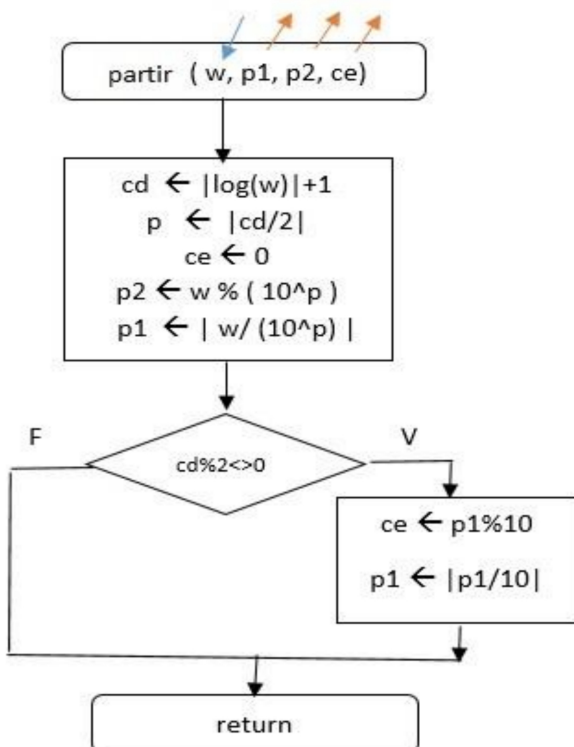 partir ( w, p1, p2, ce)
cd ← |log(w)|+1
p ← |cd/2|
ce ← 0
p2 ← w % ( 10^p )
p1 ← | w/ (10^p) |
F
V
cd%2<>0
ce ← p1%10
p1 ← |p1/10|
return